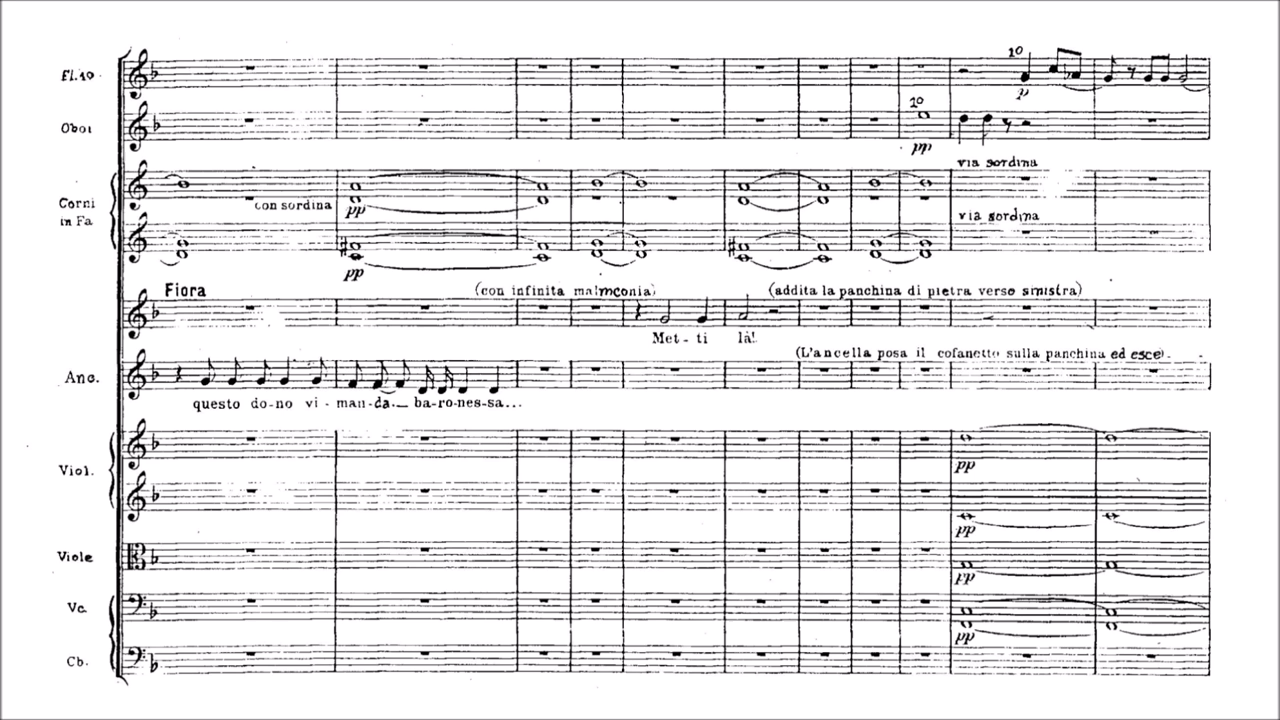 Fl. 1º
1º
Oboi
1º
pp
via sordina
Corni
in Fa
con sordina
pp
via sordina
pp
Fiora
(con infinita malinconia)
(addita la panchina di pietra verso sinistra)
Met - ti là!
(L'ancella posa il cofanetto sulla panchina ed esce)
Anc.
questo do-no vi - man-da._ ba-ro-nes-sa...
Viol.
pp
pp
Viole
pp
Vc.
pp
Cb.